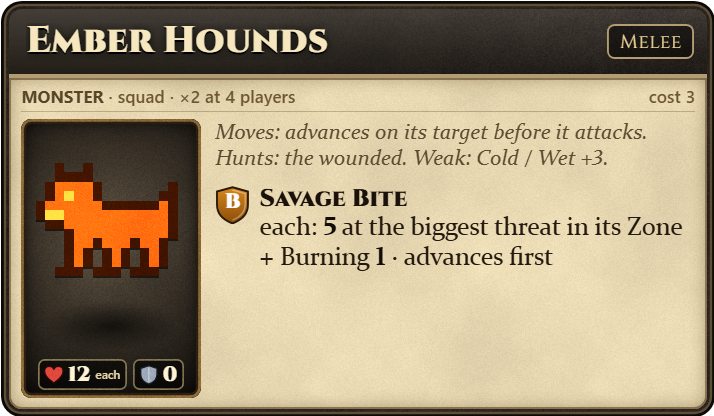 Ember Hounds
Melee
MONSTER · squad · ×2 at 4 players
cost 3
Moves: advances on its target before it attacks.
Hunts: the wounded. Weak: Cold / Wet +3.
B
Savage Bite
each: 5 at the biggest threat in its Zone
+ Burning 1 · advances first
12 each
0